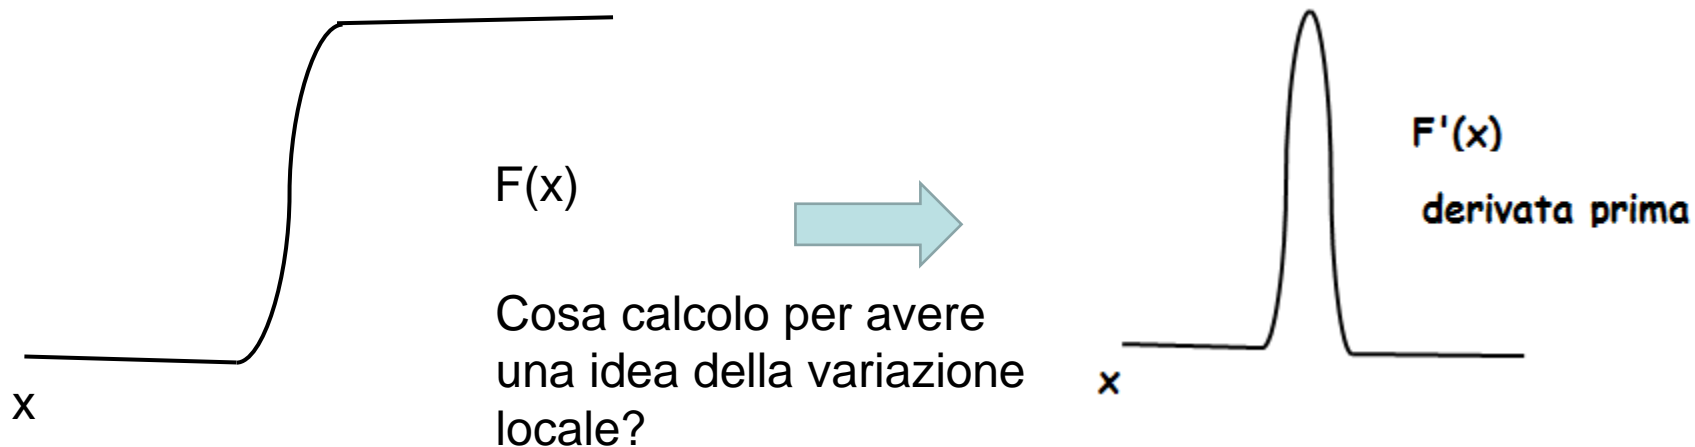 x
F(x)
Cosa calcolo per avere
una idea della variazione
locale?
x
F'(x)
derivata prima